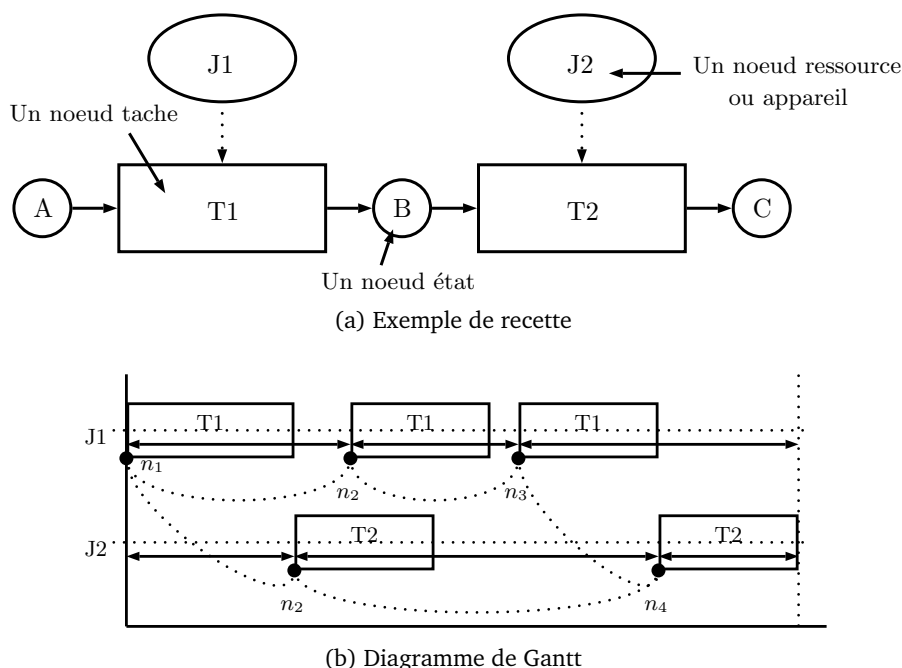 J1
J2
Un noeud ressource
ou appareil
Un noeud tache
A
T1
B
T2
C
Un noeud état
(a) Exemple de recette
T1
T1
T1
J1
n1
n2
n3
T2
T2
J2
n2
n4
(b) Diagramme de Gantt